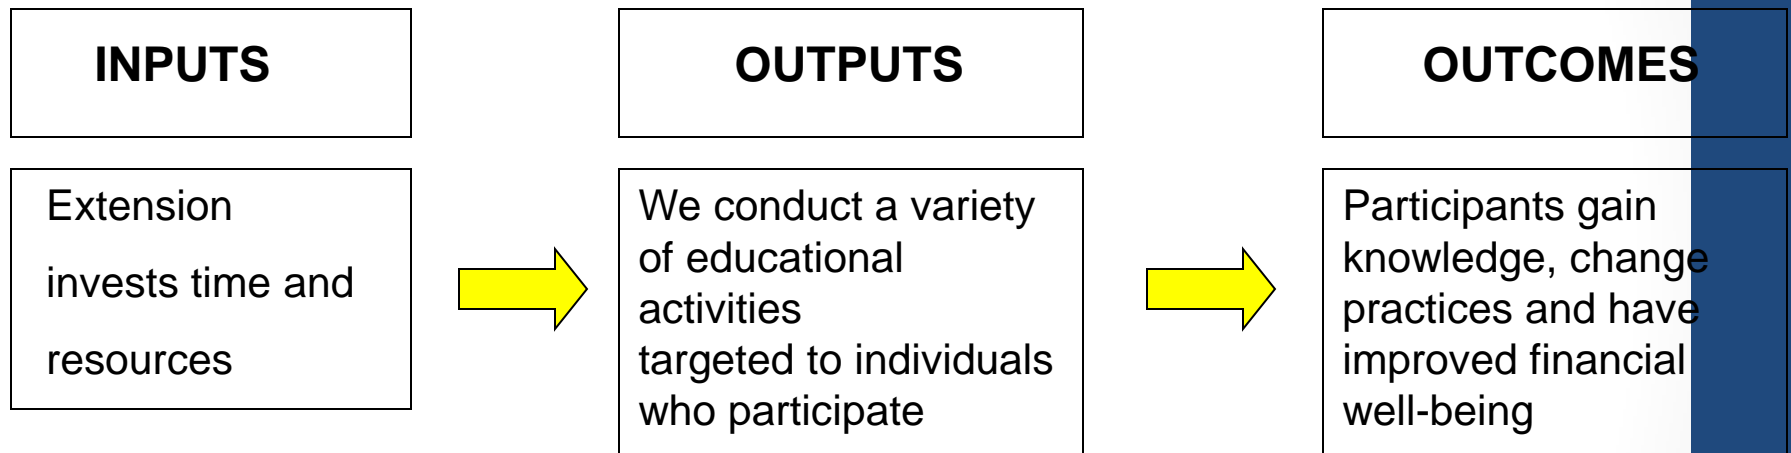 INPUTS
OUTPUTS
OUTCOMES
Extension
invests time and
resources
We conduct a variety
of educational
activities
targeted to individuals
who participate
Participants gain
knowledge, change
practices and have
improved financial
well-being